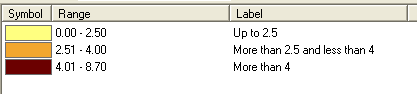 Symbol Range Label
0.00 - 2.50 Up to 2.5
2.51 - 4.00 More than 2.5 and less than 4
4.01 - 8.70 More than 4